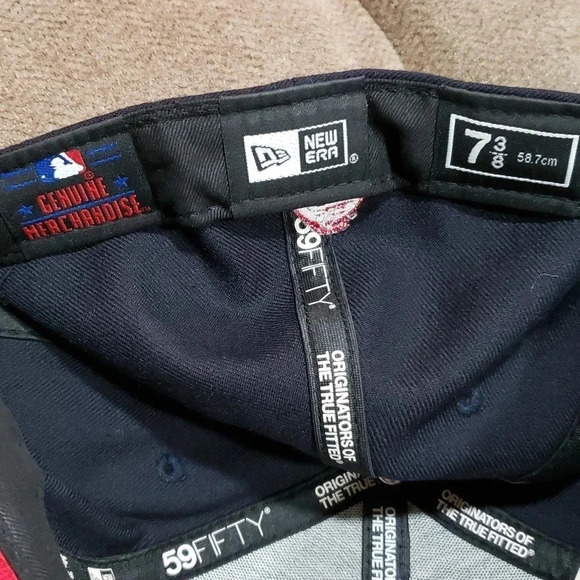 GENUINE
MERCHANDISE
NEW
ERA®
7 3/8 58.7cm
59FIFTY®
ORIGINATORS OF
THE TRUE FITTED®
59FIFTY®
ORIGINATORS OF
THE TRUE FITTED
ORIGINATORS OF
THE TRUE FITTED